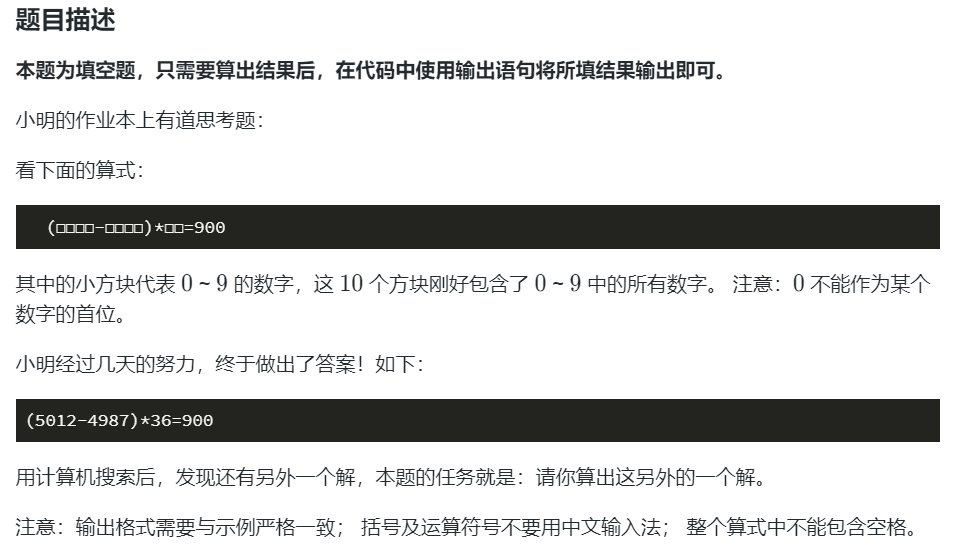 题目描述
本题为填空题，只需要算出结果后，在代码中使用输出语句将所填结果输出即可。
小明的作业本上有道思考题：
看下面的算式：
(□□□□-□□□□)*□□=900
其中的小方块代表 0 ~ 9 的数字，这 10 个方块刚好包含了 0 ~ 9 中的所有数字。 注意：0 不能作为某个
数字的首位。
小明经过几天的努力，终于做出了答案！如下：
(5012-4987)*36=900
用计算机搜索后，发现还有另外一个解，本题的任务就是：请你算出这另外的一个解。
注意：输出格式需要与示例严格一致； 括号及运算符号不要用中文输入法； 整个算式中不能包含空格。